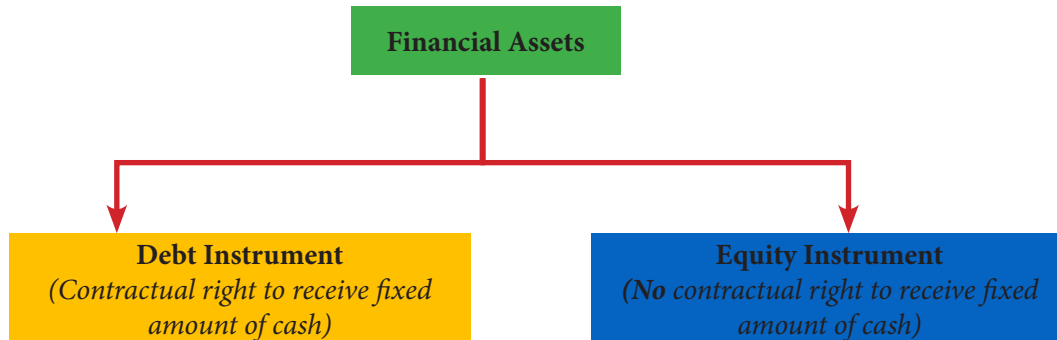 Financial Assets
Debt Instrument
(Contractual right to receive fixed
amount of cash)
Equity Instrument
(No contractual right to receive fixed
amount of cash)